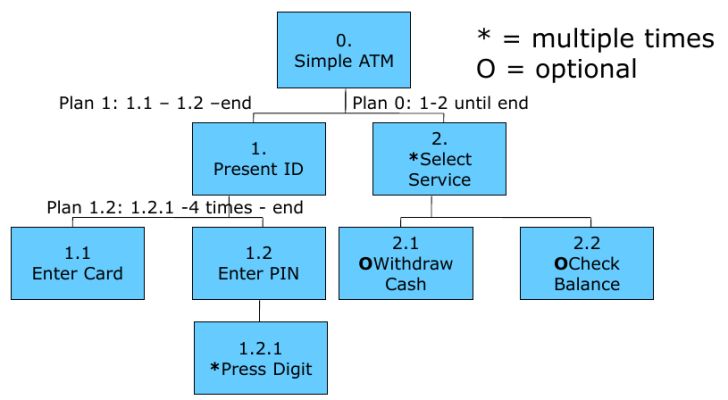 0.
Simple ATM
* = multiple times
O = optional
Plan 1: 1.1 – 1.2 –end
Plan 0: 1-2 until end
1.
Present ID
2.
*Select
Service
Plan 1.2: 1.2.1 -4 times - end
1.1
Enter Card
1.2
Enter PIN
2.1
OWithdraw
Cash
2.2
OCheck
Balance
1.2.1
*Press Digit